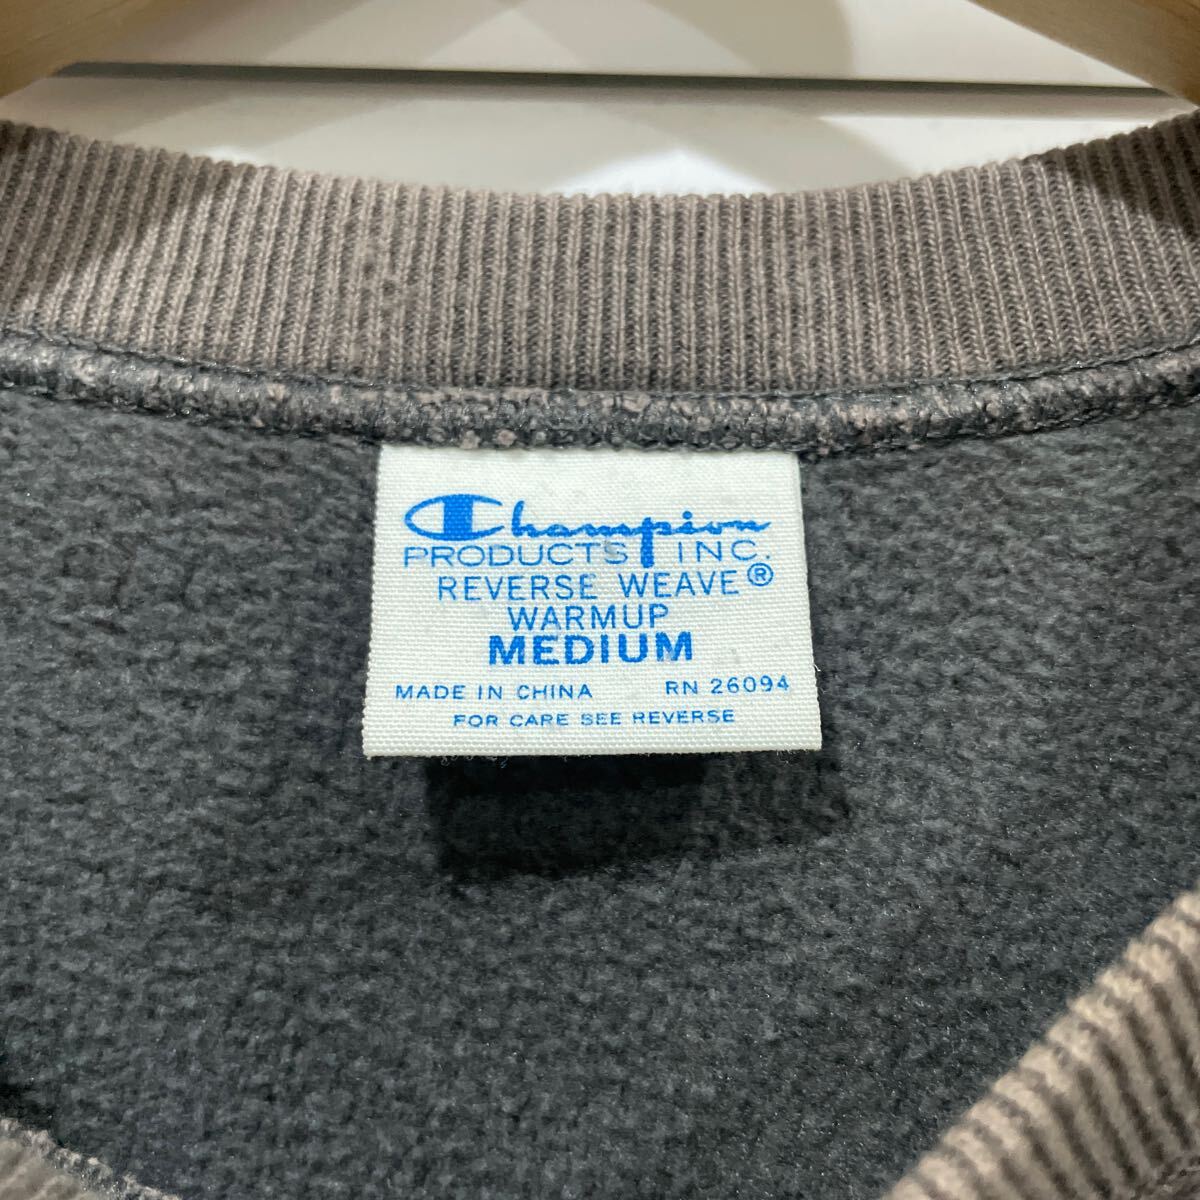 Champion
PRODUCTS INC.
REVERSE WEAVE®
WARMUP
MEDIUM
MADE IN CHINA RN 26094
FOR CARE SEE REVERSE